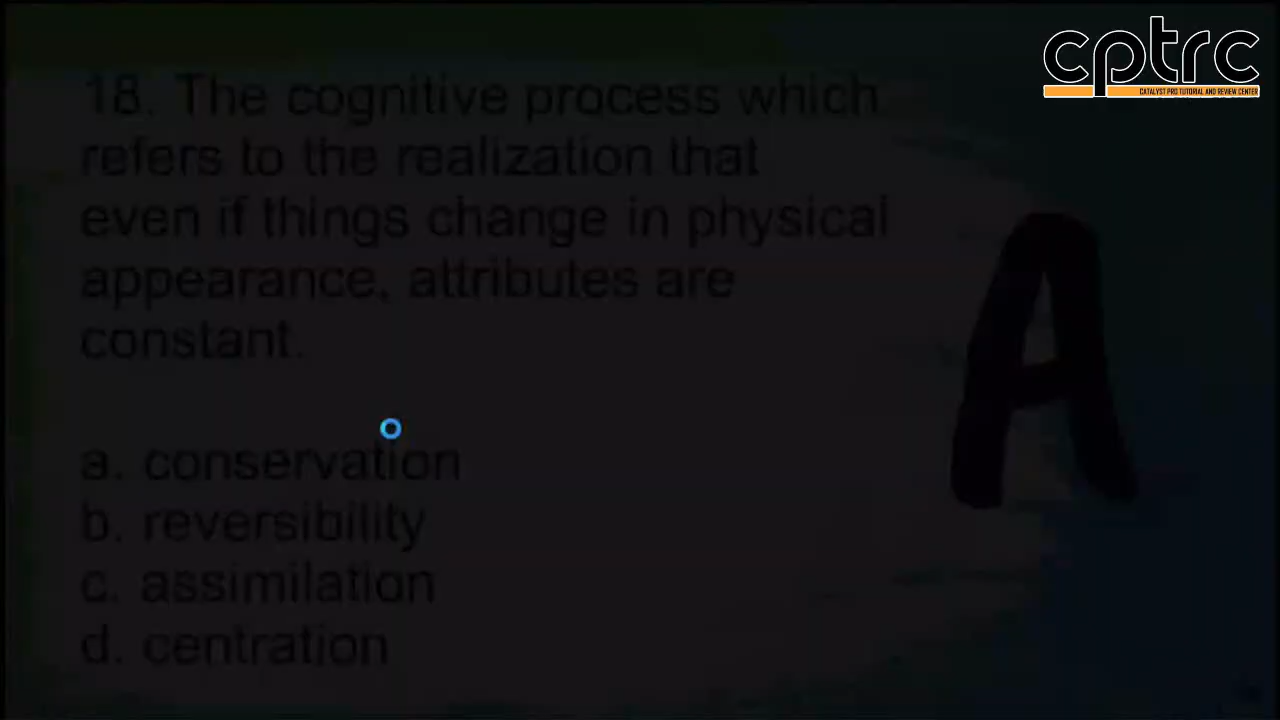 cptrc
CATALYST PRO TUTORIAL AND REVIEW CENTER
18. The cognitive process which
refers to the realization that
even if things change in physical
appearance, attributes are
constant.
A
a. conservation
b. reversibility
c. assimilation
d. centration